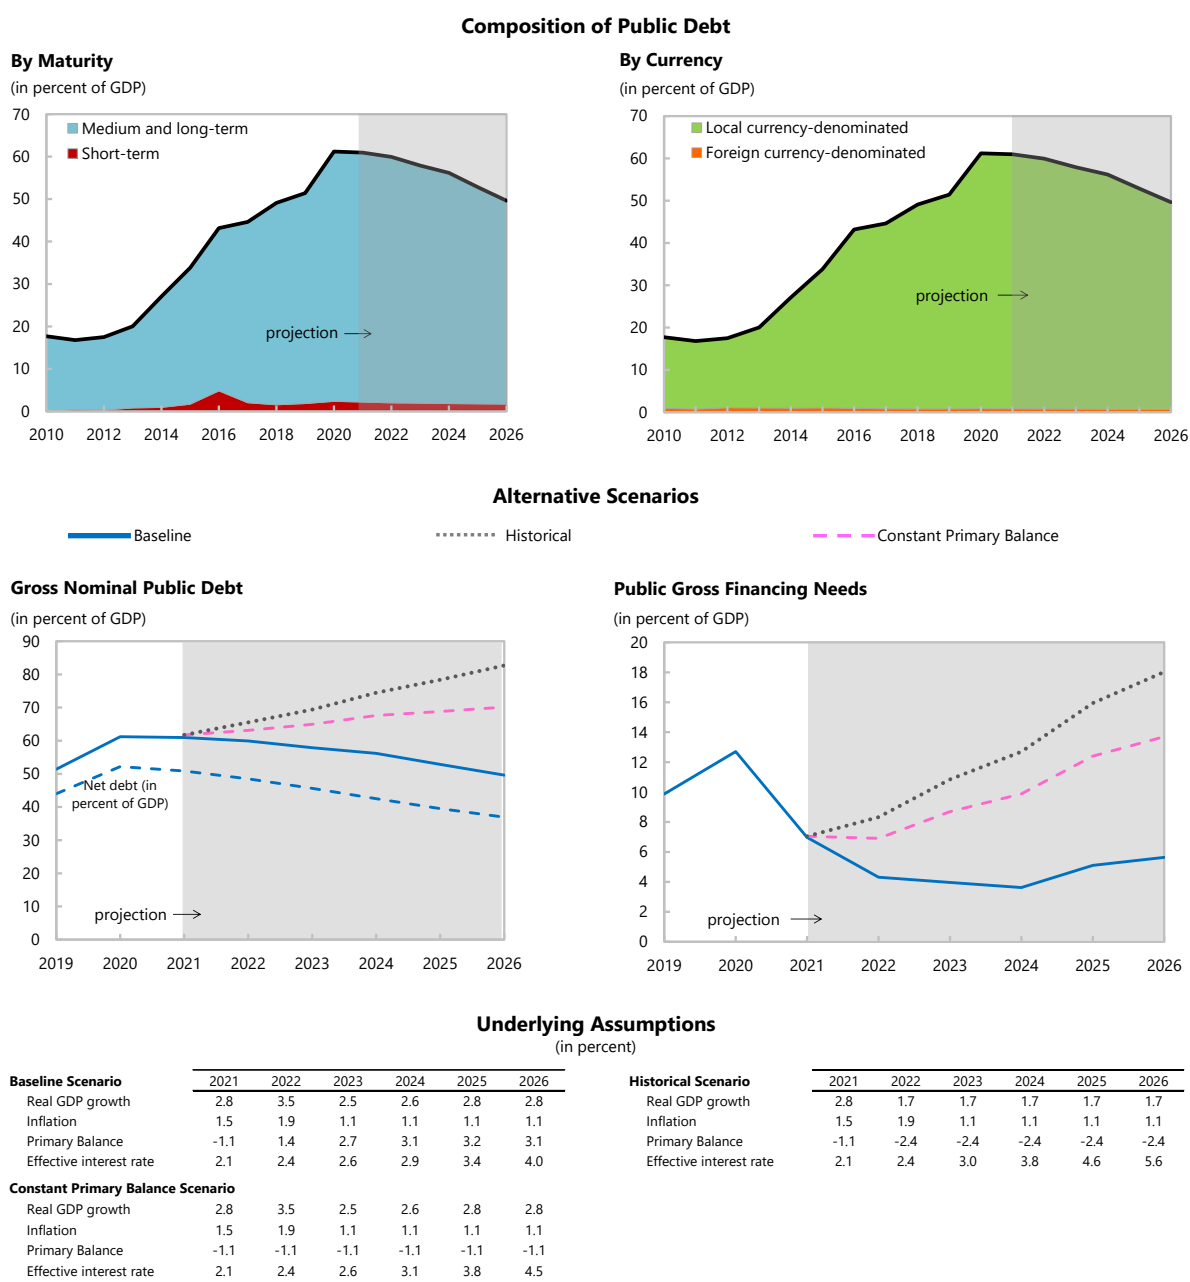 Composition of Public Debt
By Maturity
(in percent of GDP)
70
60
50
40
30
20
10
0
Medium and long-term
Short-term
projection
2010 2012 2014 2016 2018 2020 2022 2024 2026
By Currency
(in percent of GDP)
70
60
50
40
30
20
10
0
Local currency-denominated
Foreign currency-denominated
projection
2010 2012 2014 2016 2018 2020 2022 2024 2026
Alternative Scenarios
Baseline Historical Constant Primary Balance
Gross Nominal Public Debt
(in percent of GDP)
90
80
70
60
50
40
30
20
10
0
Net debt (in
percent of GDP)
projection
2019 2020 2021 2022 2023 2024 2025 2026
Public Gross Financing Needs
(in percent of GDP)
20
18
16
14
12
10
8
6
4
2
0
projection
2019 2020 2021 2022 2023 2024 2025 2026
Underlying Assumptions
(in percent)
Baseline Scenario 2021 2022 2023 2024 2025 2026
Real GDP growth 2.8 3.5 2.5 2.6 2.8 2.8
Inflation 1.5 1.9 1.1 1.1 1.1 1.1
Primary Balance -1.1 1.4 2.7 3.1 3.2 3.1
Effective interest rate 2.1 2.4 2.6 2.9 3.4 4.0
Constant Primary Balance Scenario
Real GDP growth 2.8 3.5 2.5 2.6 2.8 2.8
Inflation 1.5 1.9 1.1 1.1 1.1 1.1
Primary Balance -1.1 -1.1 -1.1 -1.1 -1.1 -1.1
Effective interest rate 2.1 2.4 2.6 3.1 3.8 4.5
Historical Scenario 2021 2022 2023 2024 2025 2026
Real GDP growth 2.8 1.7 1.7 1.7 1.7 1.7
Inflation 1.5 1.9 1.1 1.1 1.1 1.1
Primary Balance -1.1 -2.4 -2.4 -2.4 -2.4 -2.4
Effective interest rate 2.1 2.4 3.0 3.8 4.6 5.6